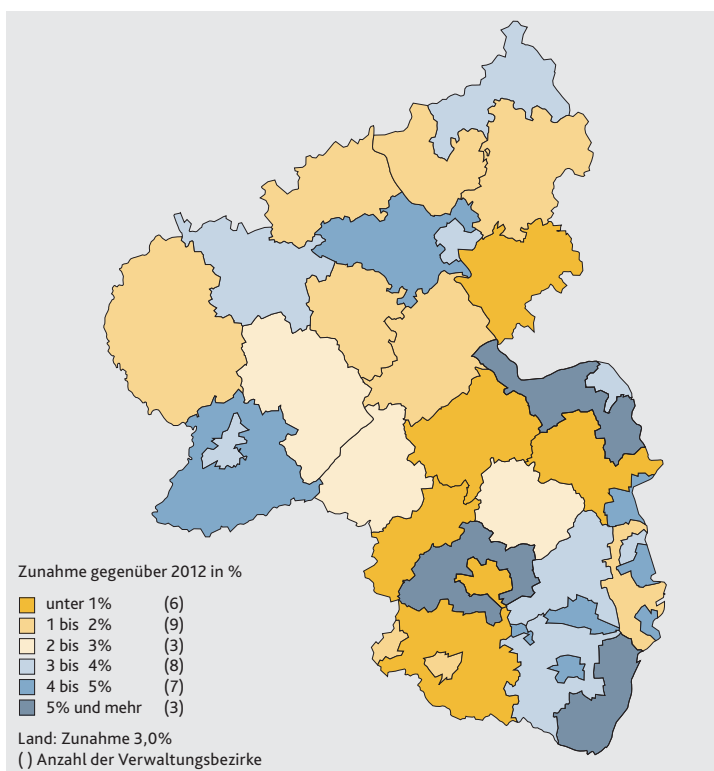 Zunahme gegenüber 2012 in %
unter 1% (6)
1 bis 2% (9)
2 bis 3% (3)
3 bis 4% (8)
4 bis 5% (7)
5% und mehr (3)
Land: Zunahme 3,0%
( ) Anzahl der Verwaltungsbezirke